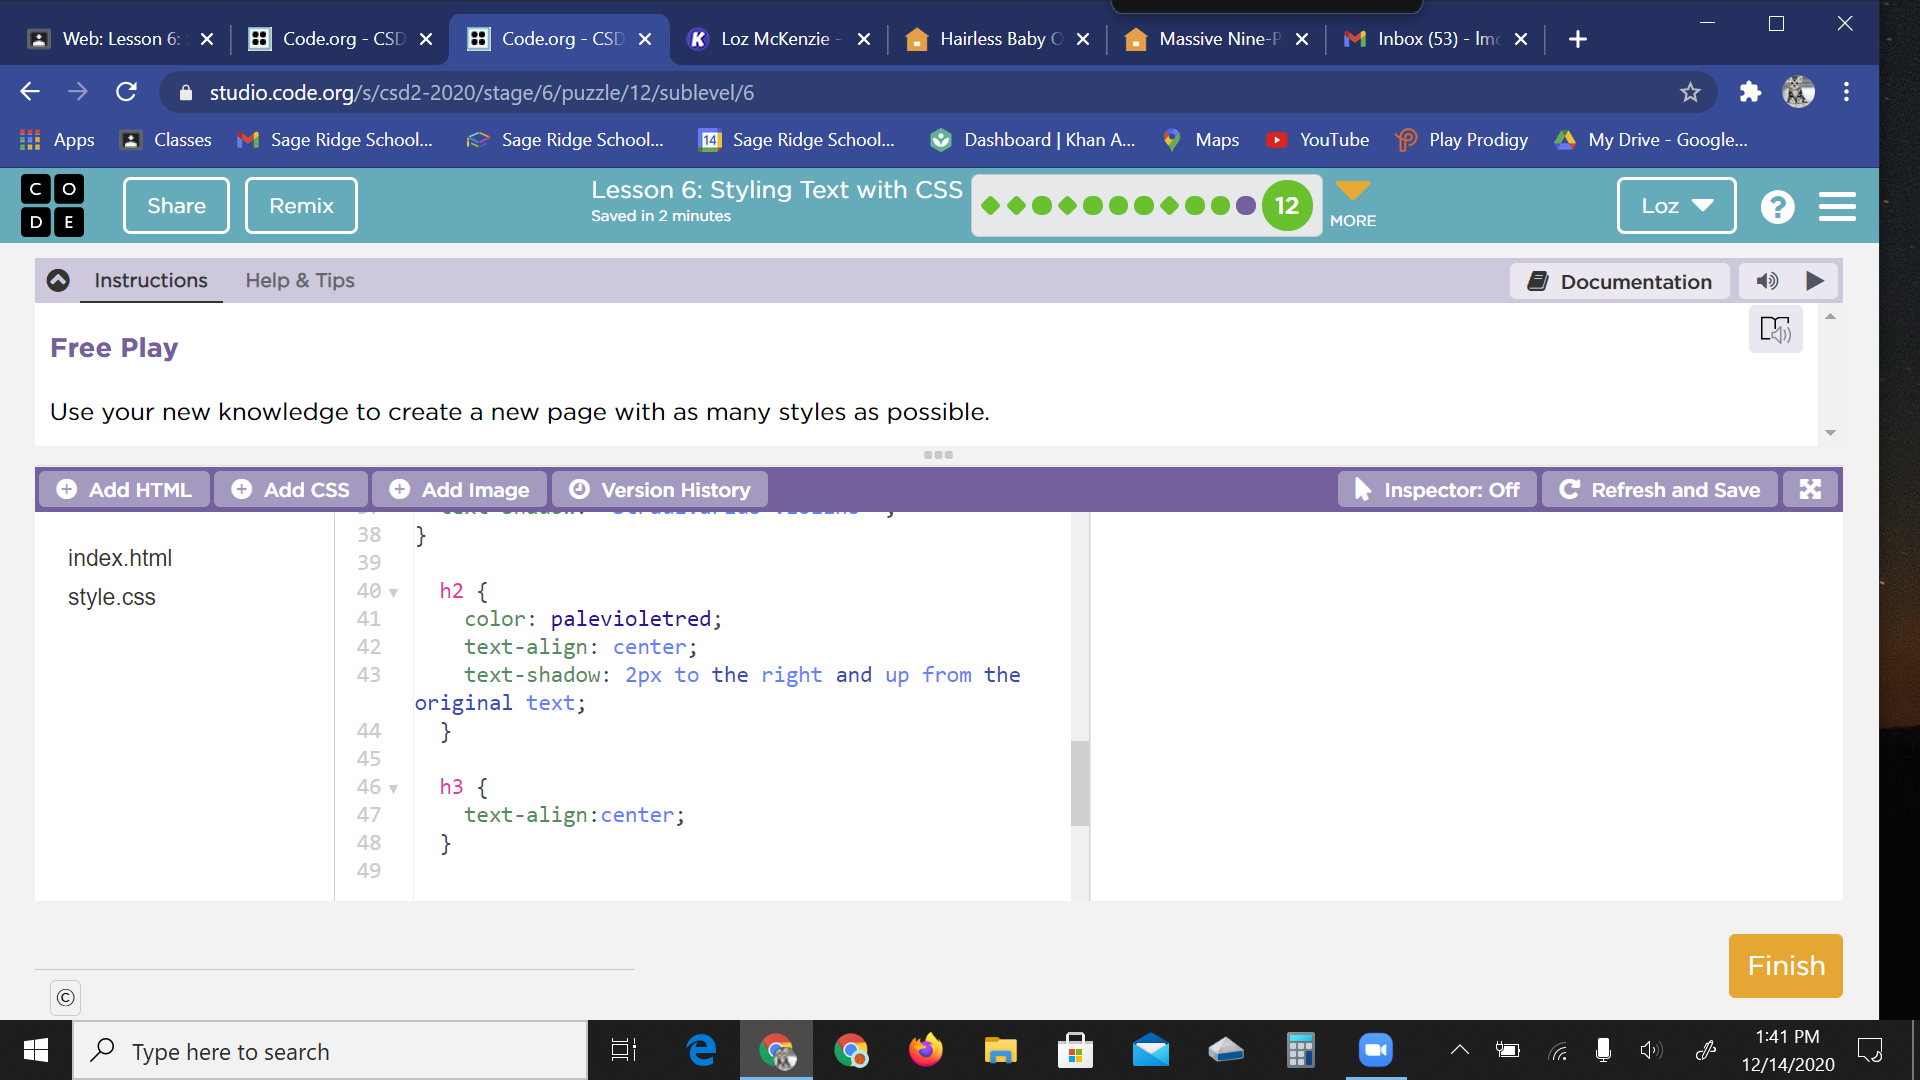 Web: Lesson 6:
Code.org - CSD
Code.org - CSD
Loz McKenzie -
Hairless Baby O
Massive Nine-P
Inbox (53) - lmc
studio.code.org/s/csd2-2020/stage/6/puzzle/12/sublevel/6
Apps
Classes
Sage Ridge School...
Sage Ridge School...
14
Sage Ridge School...
Dashboard | Khan A...
Maps
YouTube
Play Prodigy
My Drive - Google...
C O
D E
Share
Remix
Lesson 6: Styling Text with CSS
Saved in 2 minutes
12
MORE
Loz
?
Instructions
Help & Tips
Documentation
Free Play
Use your new knowledge to create a new page with as many styles as possible.
Add HTML
Add CSS
Add Image
Version History
Inspector: Off
Refresh and Save
index.html
style.css
38 }
39
40 h2 {
41 color: palevioletred;
42 text-align: center;
43 text-shadow: 2px to the right and up from the
original text;
44 }
45
46 h3 {
47 text-align:center;
48 }
49
Finish
©
Type here to search
1:41 PM
12/14/2020